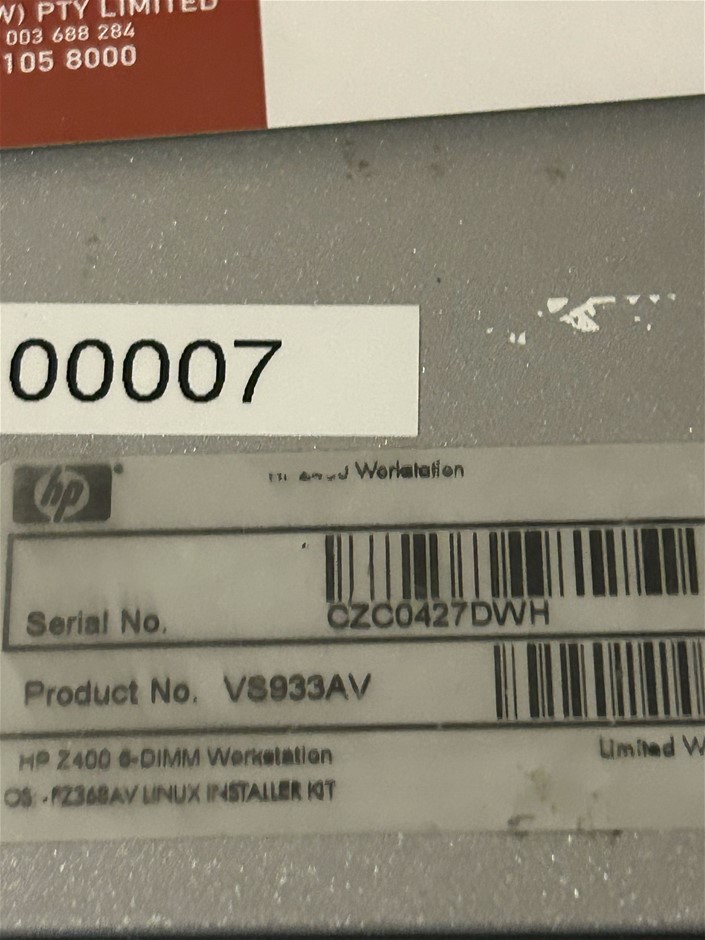 W) PTY LIMITED
003 688 284
105 8000
00007
hp
Workstation
Serial No.
CZC0427DWH
Product No. VS933AV
HP Z400 6-DIMM Workstation
Limited W
OS: -FZ368AV LINUX INSTALLER KIT